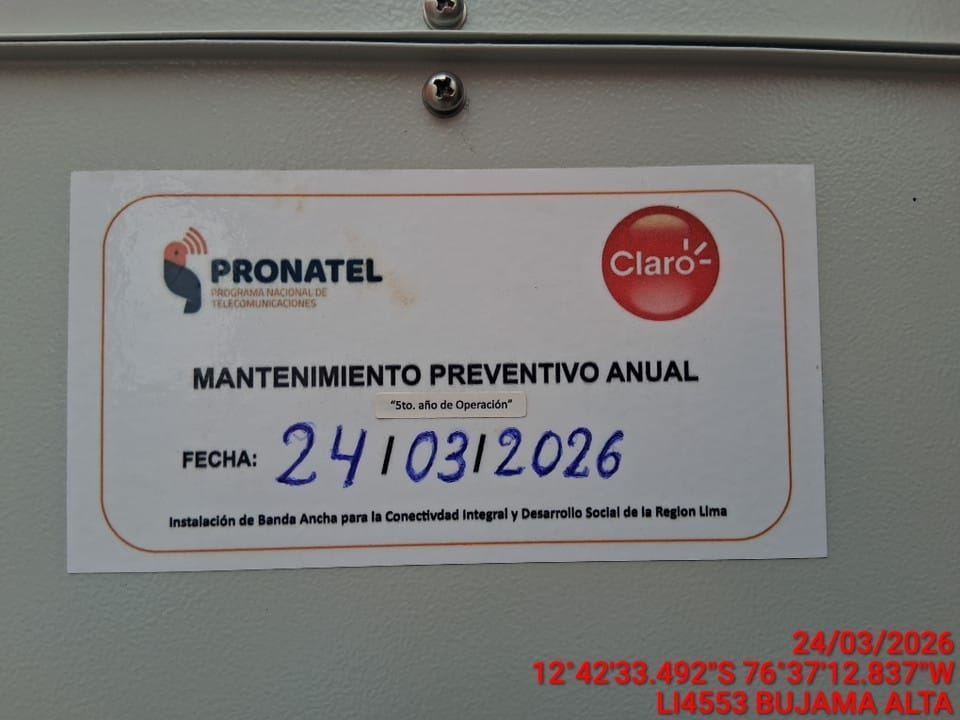 PRONATEL
PROGRAMA NACIONAL DE
TELECOMUNICACIONES
Claro
MANTENIMIENTO PREVENTIVO ANUAL
"5to. año de Operación"
FECHA: 24/03/2026
Instalación de Banda Ancha para la Conectivdad Integral y Desarrollo Social de la Region Lima
24/03/2026
12°42'33.492"S 76°37'12.837"W
LI4553 BUJAMA ALTA